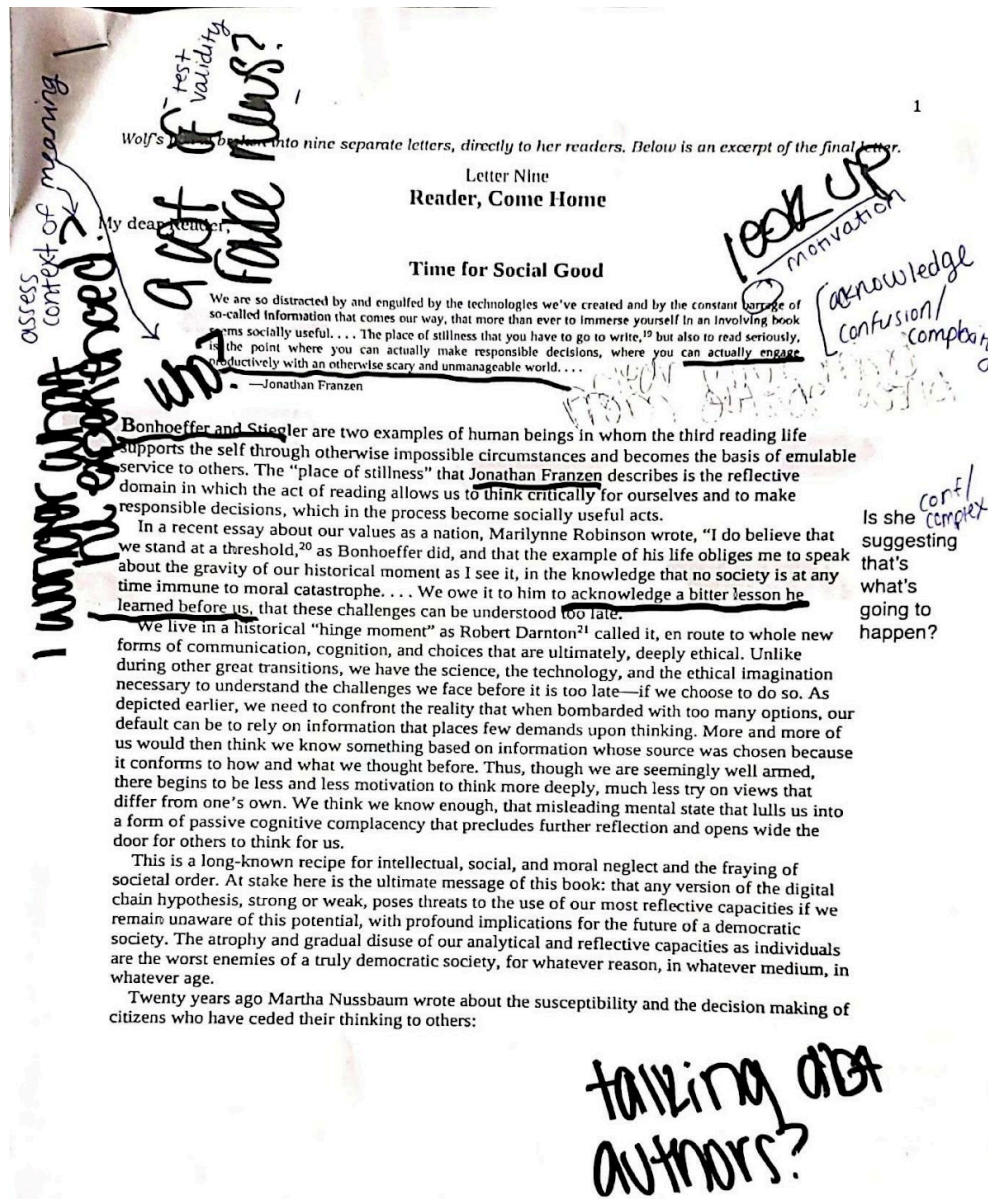 1
Wolf's into nine separate letters, directly to her readers. Below is an excerpt of the final letter.
Letter Nine
Reader, Come Home
My dear Reader,
Time for Social Good
We are so distracted by and engulfed by the technologies we've created and by the constant barrage of
so-called information that comes our way, that more than ever to immerse yourself in an involving book
seems socially useful. . . . The place of stillness that you have to go to write,¹⁹ but also to read seriously,
is the point where you can actually make responsible decisions, where you can actually engage
productively with an otherwise scary and unmanageable world. . . .
—Jonathan Franzen
Bonhoeffer and Stiegler are two examples of human beings in whom the third reading life
supports the self through otherwise impossible circumstances and becomes the basis of emulable
service to others. The “place of stillness” that Jonathan Franzen describes is the reflective
domain in which the act of reading allows us to think critically for ourselves and to make
responsible decisions, which in the process become socially useful acts.
In a recent essay about our values as a nation, Marilynne Robinson wrote, “I do believe that
we stand at a threshold,²⁰ as Bonhoeffer did, and that the example of his life obliges me to speak
about the gravity of our historical moment as I see it, in the knowledge that no society is at any
time immune to moral catastrophe. . . . We owe it to him to acknowledge a bitter lesson he
learned before us, that these challenges can be understood too late.
We live in a historical “hinge moment” as Robert Darnton²¹ called it, en route to whole new
forms of communication, cognition, and choices that are ultimately, deeply ethical. Unlike
during other great transitions, we have the science, the technology, and the ethical imagination
necessary to understand the challenges we face before it is too late—if we choose to do so. As
depicted earlier, we need to confront the reality that when bombarded with too many options, our
default can be to rely on information that places few demands upon thinking. More and more of
us would then think we know something based on information whose source was chosen because
it conforms to how and what we thought before. Thus, though we are seemingly well armed,
there begins to be less and less motivation to think more deeply, much less try on views that
differ from one's own. We think we know enough, that misleading mental state that lulls us into
a form of passive cognitive complacency that precludes further reflection and opens wide the
door for others to think for us.
This is a long-known recipe for intellectual, social, and moral neglect and the fraying of
societal order. At stake here is the ultimate message of this book: that any version of the digital
chain hypothesis, strong or weak, poses threats to the use of our most reflective capacities if we
remain unaware of this potential, with profound implications for the future of a democratic
society. The atrophy and gradual disuse of our analytical and reflective capacities as individuals
are the worst enemies of a truly democratic society, for whatever reason, in whatever medium, in
whatever age.
Twenty years ago Martha Nussbaum wrote about the susceptibility and the decision making of
citizens who have ceded their thinking to others:
assess
context of meaning
I wonder what
he experienced?
who?
test
validity
fake news?
look up
motivation
acknowledge
confusion/
Is she
suggesting
that's
what's
going to
happen?
conf/
complex
talking abt
authors?